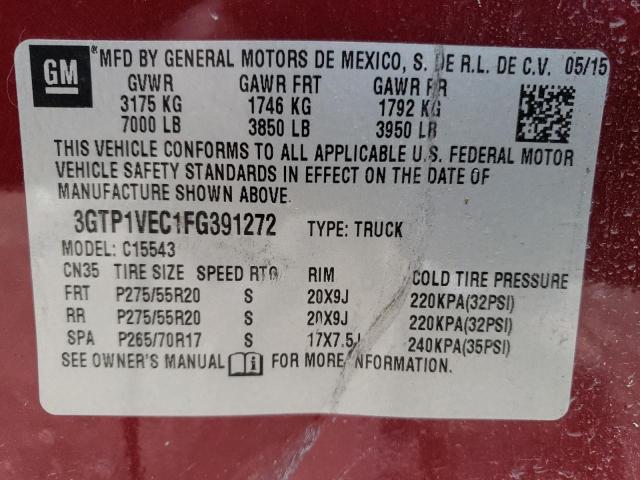 GM ® MFD BY GENERAL MOTORS DE MEXICO, S. DE R.L. DE C.V. 05/15
GVWR GAWR FRT GAWR RR
3175 KG 1746 KG 1792 KG
7000 LB 3850 LB 3950 LB
THIS VEHICLE CONFORMS TO ALL APPLICABLE U.S. FEDERAL MOTOR
VEHICLE SAFETY STANDARDS IN EFFECT ON THE DATE OF
MANUFACTURE SHOWN ABOVE.
3GTP1VEC1FG391272 TYPE: TRUCK
MODEL: C15543
CN35 TIRE SIZE SPEED RTG RIM COLD TIRE PRESSURE
FRT P275/55R20 S 20X9J 220KPA(32PSI)
RR P275/55R20 S 20X9J 220KPA(32PSI)
SPA P265/70R17 S 17X7.5J 240KPA(35PSI)
SEE OWNER'S MANUAL i FOR MORE INFORMATION.